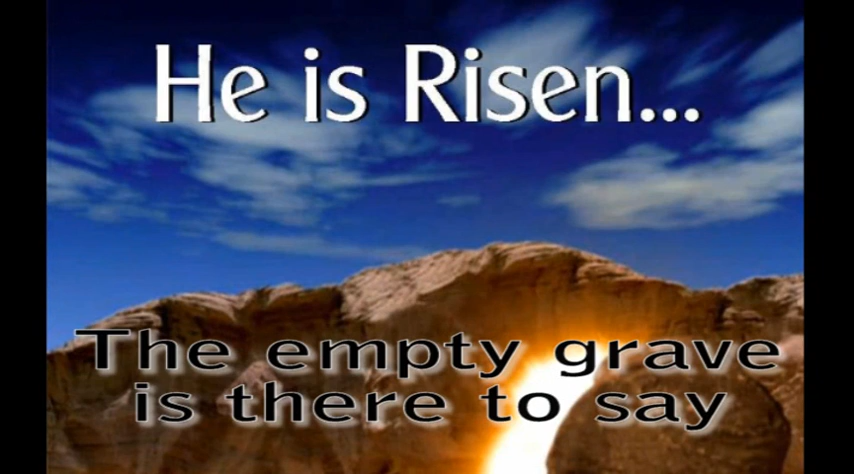 He is Risen...
The empty grave
is there to say